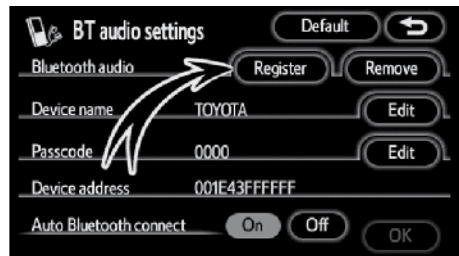 BT audio settings Default
Bluetooth audio Register Remove
Device name TOYOTA Edit
Passcode 0000 Edit
Device address 001E43FFFFFF
Auto Bluetooth connect On Off OK